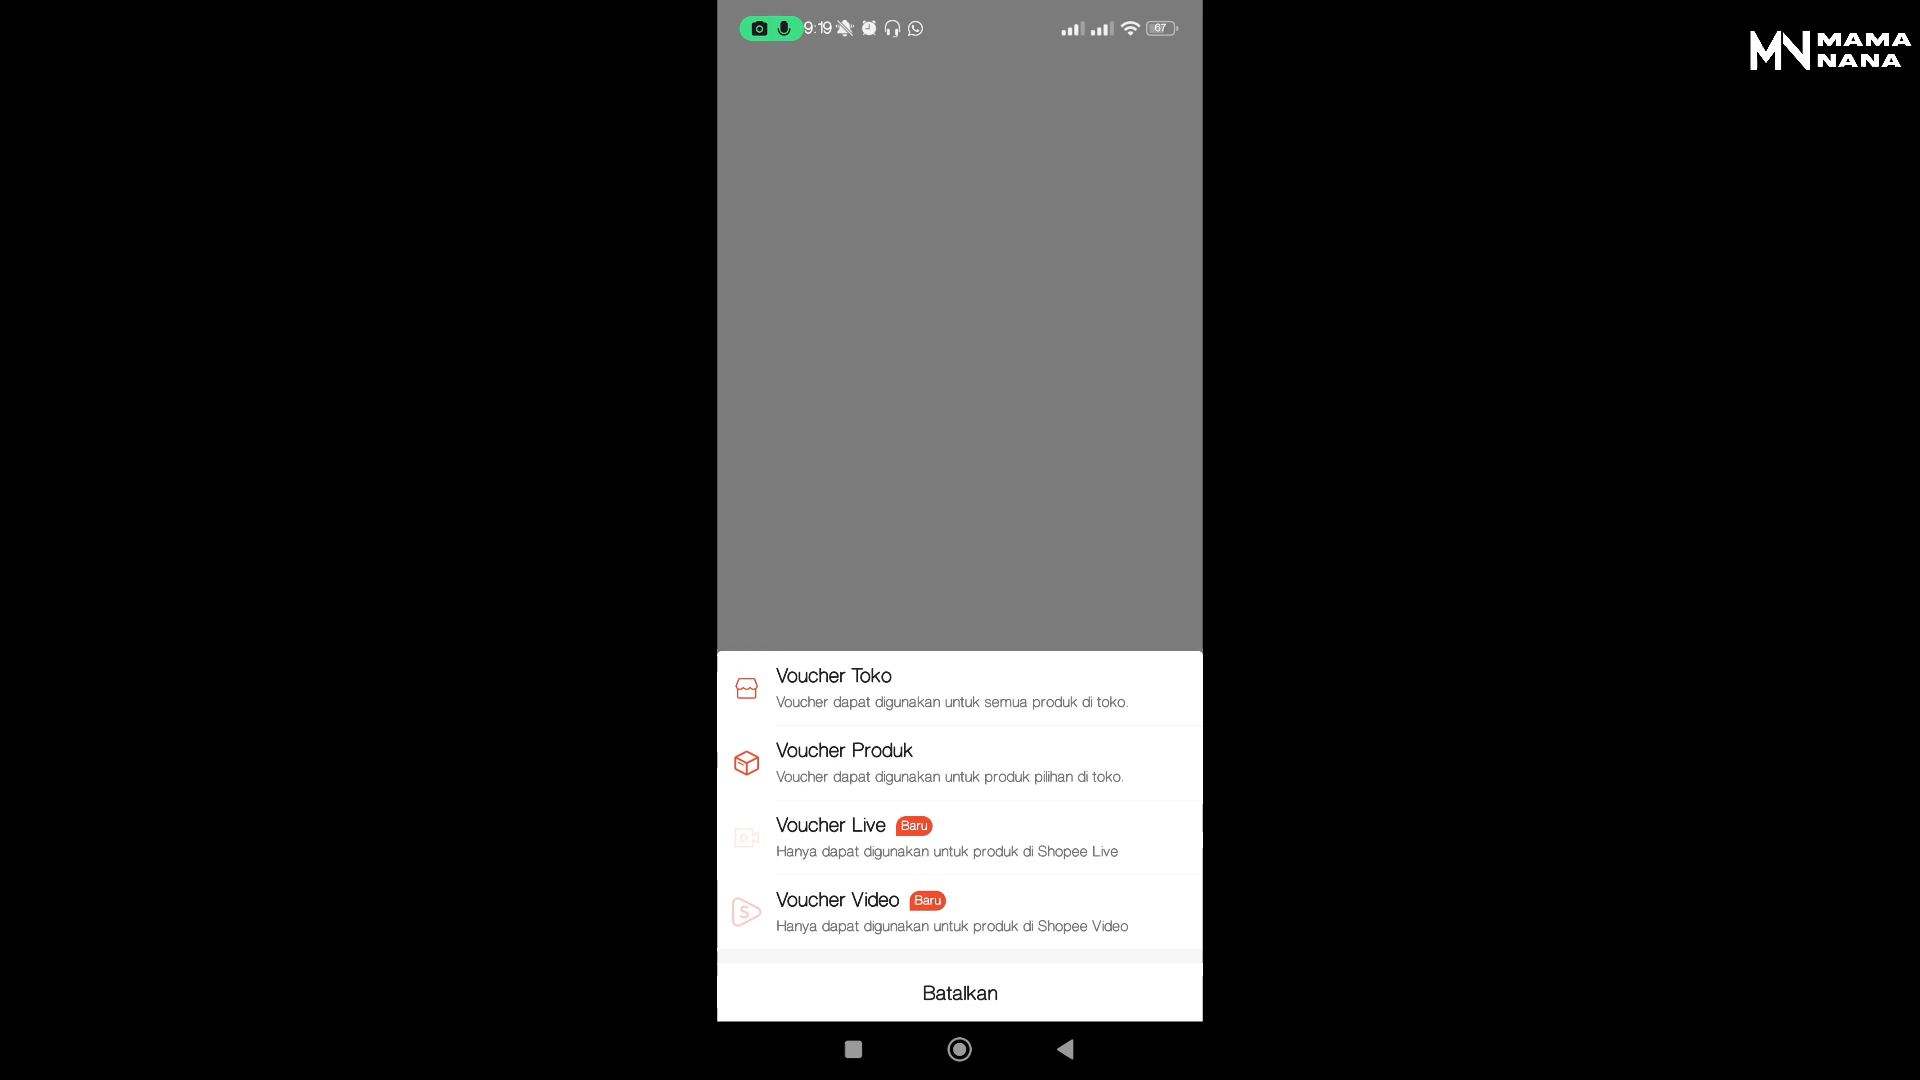 9:19
67
MN MAMA
NANA
Voucher Toko
Voucher dapat digunakan untuk semua produk di toko.
Voucher Produk
Voucher dapat digunakan untuk produk pilihan di toko.
Voucher Live Baru
Hanya dapat digunakan untuk produk di Shopee Live
Voucher Video Baru
Hanya dapat digunakan untuk produk di Shopee Video
Batalkan